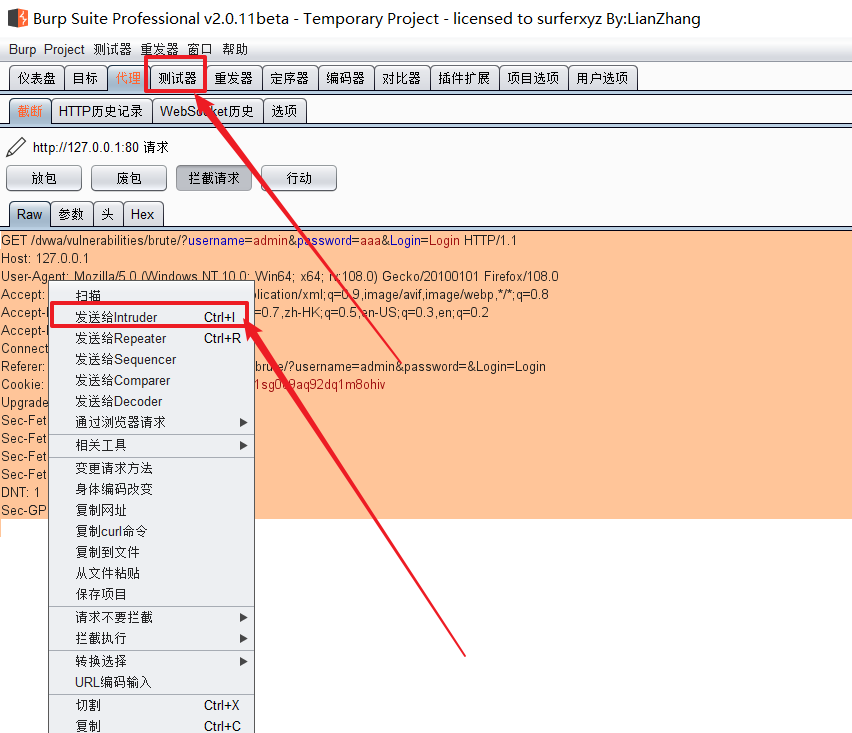 Burp Suite Professional v2.0.11beta - Temporary Project - licensed to surferxyz By:LianZhang
Burp Project 测试器 重发器 窗口 帮助
仪表盘 目标 代理 测试器 重发器 定序器 编码器 对比器 插件扩展 项目选项 用户选项
截断 HTTP历史记录 WebSocket历史 选项
http://127.0.0.1:80 请求
放包 废包 拦截请求 行动
Raw 参数 头 Hex
GET /dvwa/vulnerabilities/brute/?username=admin&password=aaa&Login=Login HTTP/1.1
Host: 127.0.0.1
User-Agent: Mozilla/5.0 (Windows NT 10.0; Win64; x64; rv:108.0) Gecko/20100101 Firefox/108.0
Accept: plication/xml;q=0.9,image/avif,image/webp,*/*;q=0.8
Accept- =0.7,zh-HK;q=0.5,en-US;q=0.3,en;q=0.2
Accept-
Connect
Referer: brute/?username=admin&password=&Login=Login
Cookie:
Upgrade
Sec-Fet
Sec-Fet
Sec-Fet
Sec-Fet
DNT: 1
Sec-GP
扫描
发送给Intruder Ctrl+I
发送给Repeater Ctrl+R
发送给Sequencer
发送给Comparer
发送给Decoder
通过浏览器请求
相关工具
变更请求方法
身体编码改变
复制网址
复制curl命令
复制到文件
从文件粘贴
保存项目
请求不要拦截
拦截执行
转换选择
URL编码输入
切割 Ctrl+X
复制 Ctrl+C